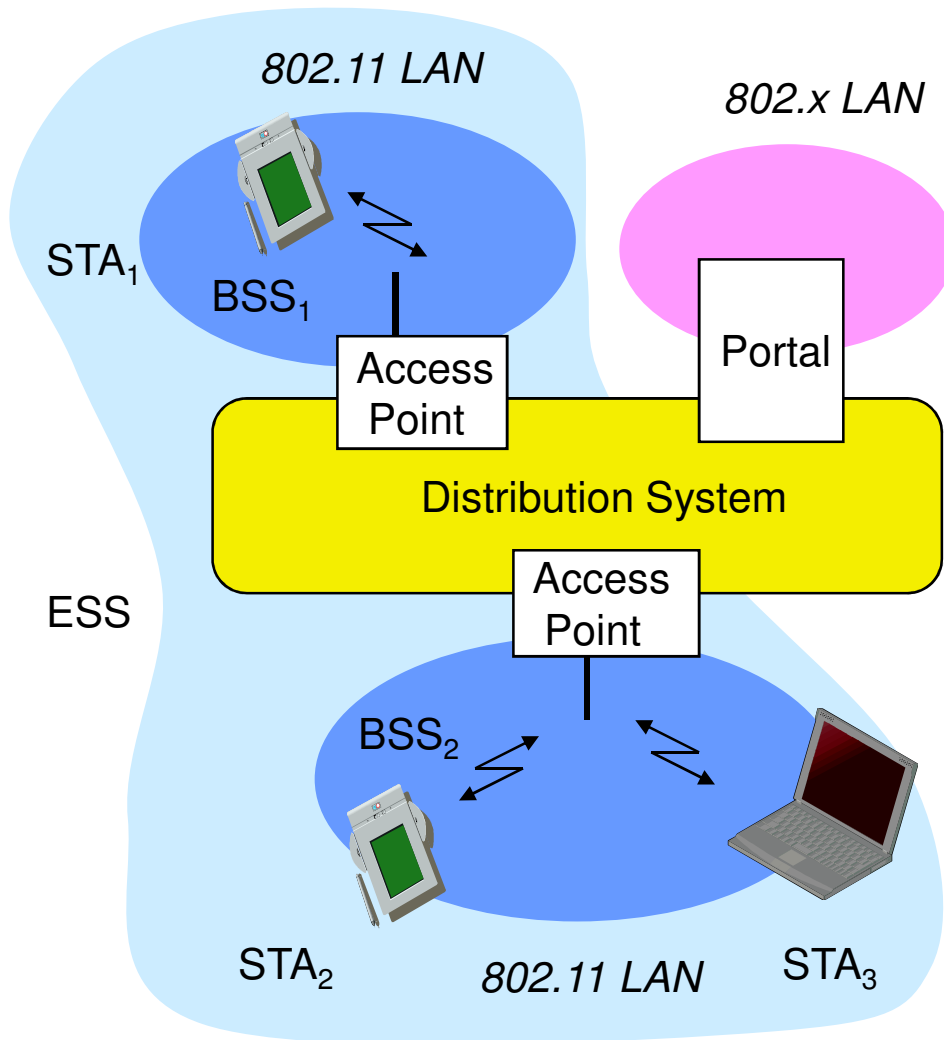 802.11 LAN
802.x LAN
STA₁
BSS₁
Access
Point
Portal
Distribution System
Access
Point
ESS
BSS₂
STA₂
802.11 LAN
STA₃